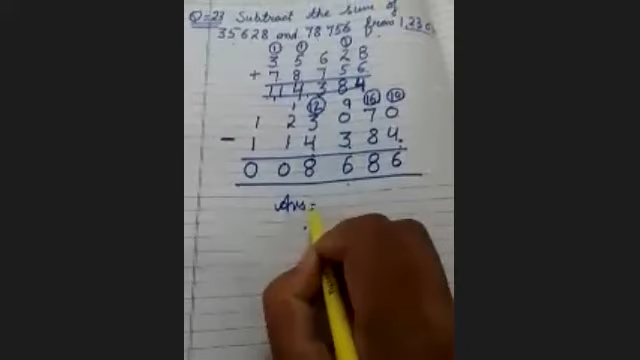 Q=23 Subtract the sum of
35628 and 78756 from 1,230
① ① ①
3 5 6 2 8
+ 7 8 7 5 6
1 1 4 3 8 4
1 ⑫ 9 ⑯ ⑩
1 2 3 0 7 0
- 1 1 4 3 8 4
0 0 8 6 8 6
Ans =